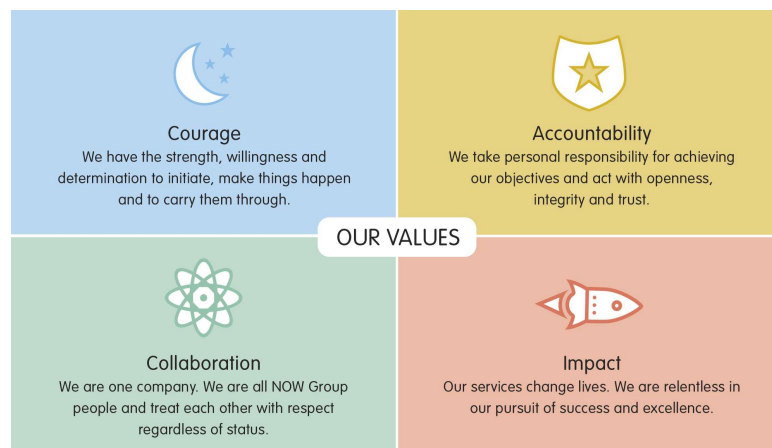 Courage
We have the strength, willingness and
determination to initiate, make things happen
and to carry them through.
Accountability
We take personal responsibility for achieving
our objectives and act with openness,
integrity and trust.
OUR VALUES
Collaboration
We are one company. We are all NOW Group
people and treat each other with respect
regardless of status.
Impact
Our services change lives. We are relentless in
our pursuit of success and excellence.